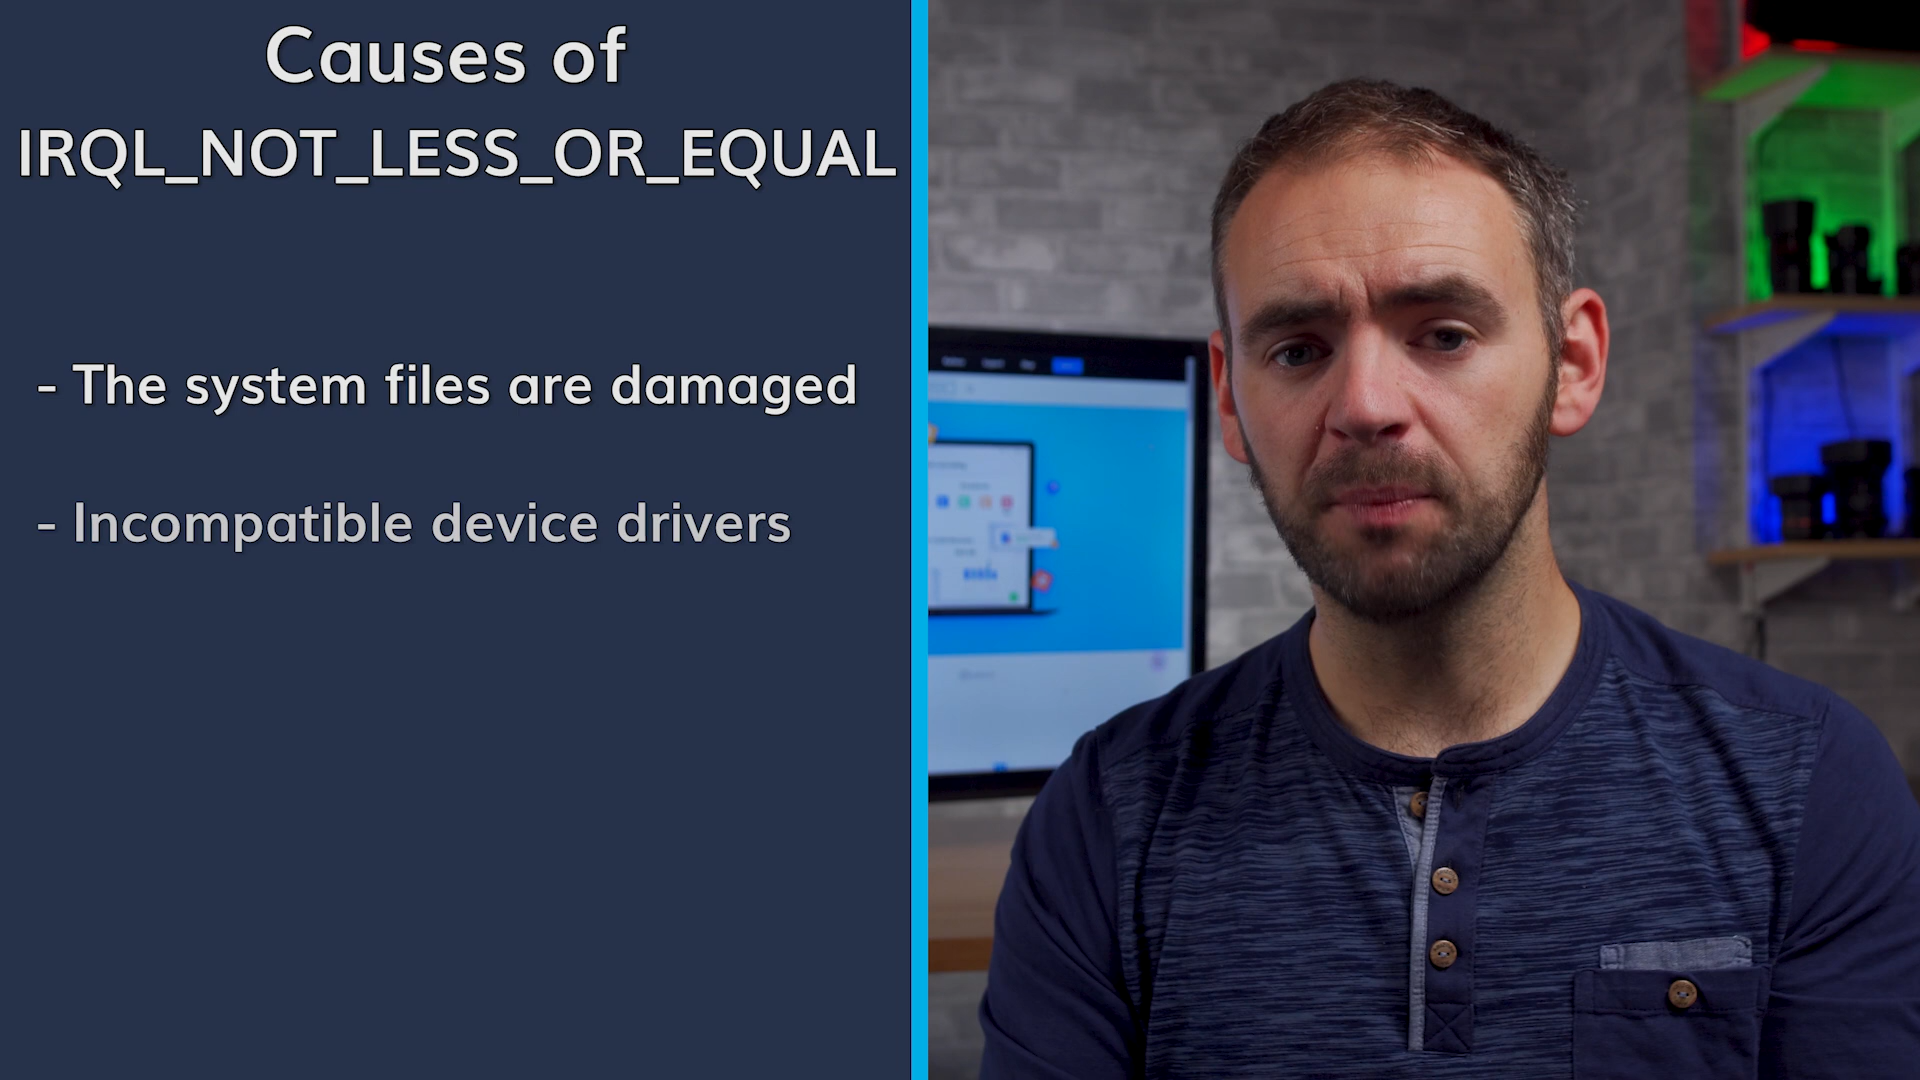 Causes of
IRQL_NOT_LESS_OR_EQUAL
- The system files are damaged
- Incompatible device drivers